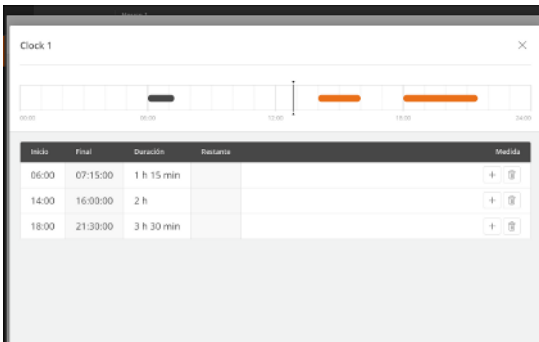 Clock 1
00:00 06:00 12:00 18:00 24:00
Inicio Final Duración Restante Medida
06:00 07:15:00 1 h 15 min
14:00 16:00:00 2 h
18:00 21:30:00 3 h 30 min